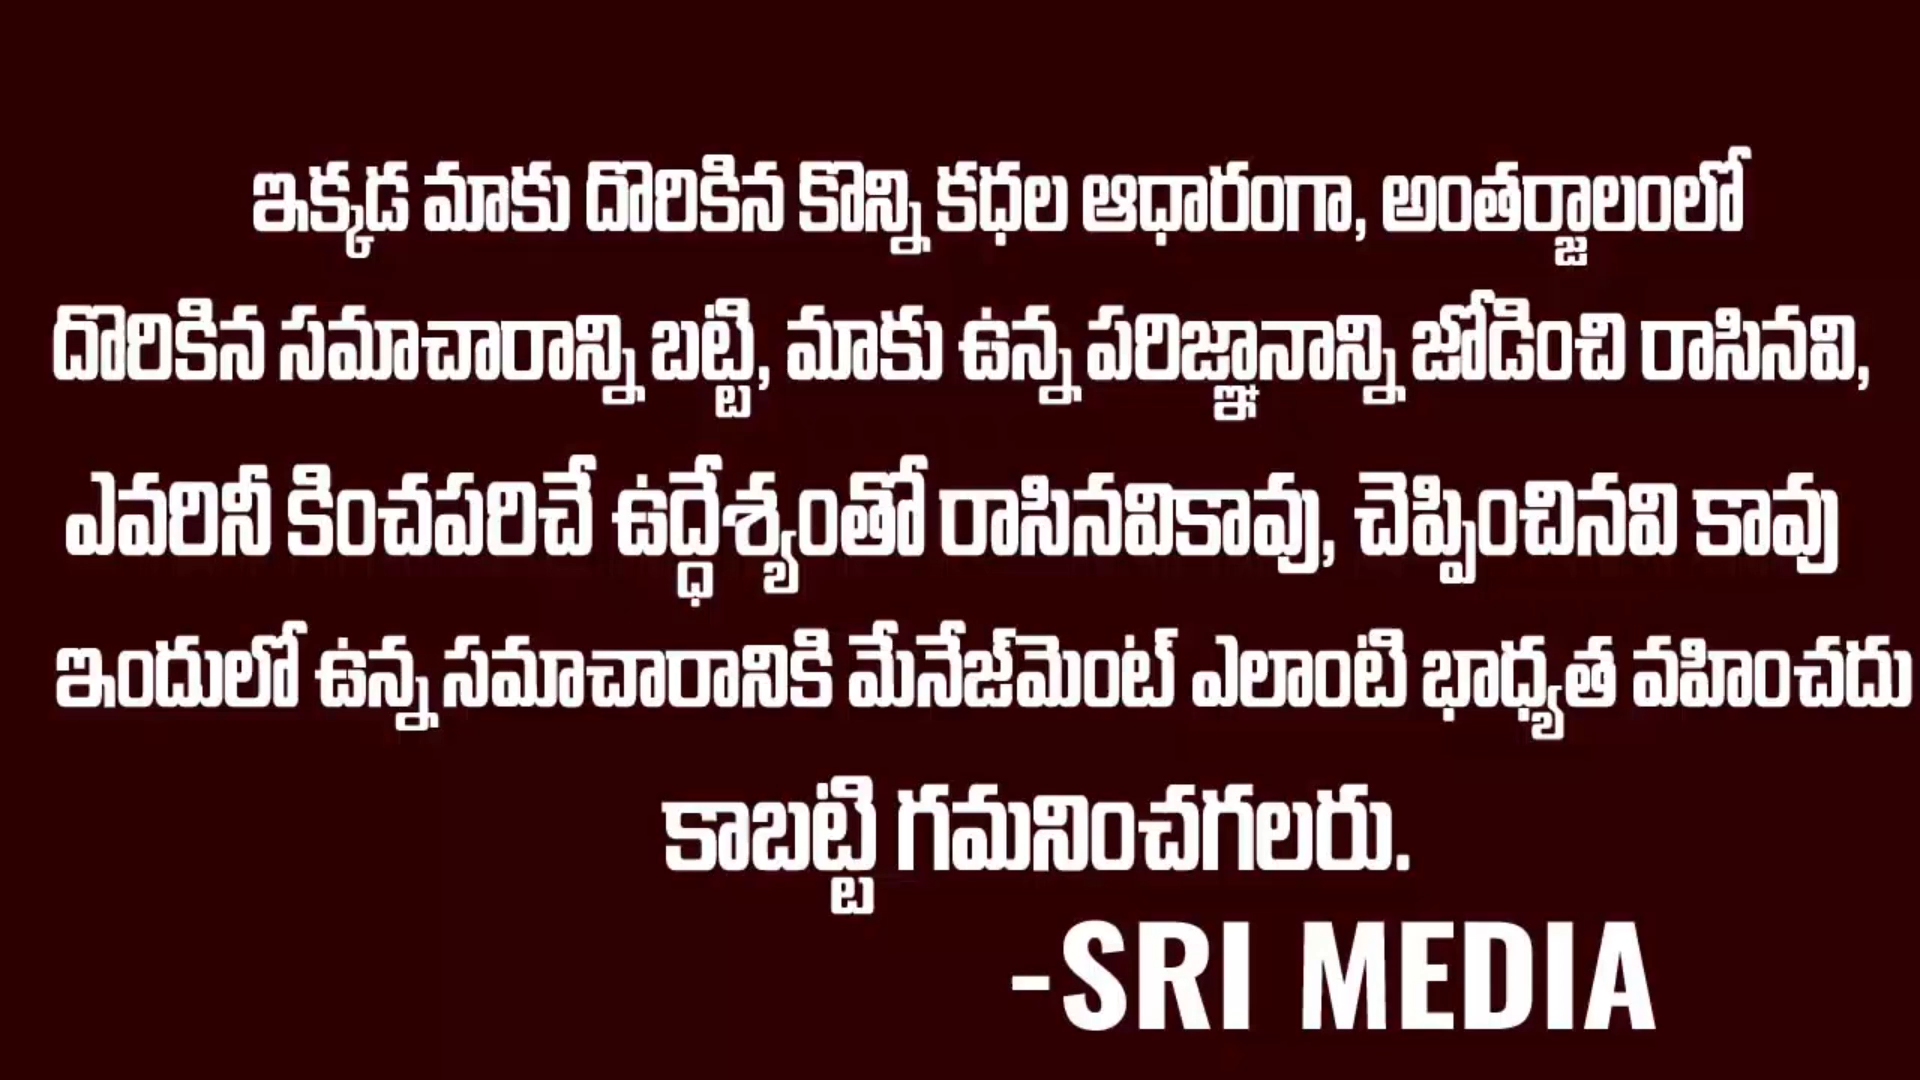 ఇక్కడ మాకు దొరికిన కొన్ని కధల ఆధారంగా, అంతర్జాలంలో
దొరికిన సమాచారాన్ని బట్టి, మాకు ఉన్న పరిజ్ఞానాన్ని జోడించి రాసినవి,
ఎవరినీ కించపరిచే ఉద్ధేశ్యంతో రాసినవికావు, చెప్పించినవి కావు
ఇందులో ఉన్న సమాచారానికి మేనేజ్‌మెంట్ ఎలాంటి భాధ్యత వహించదు
కాబట్టి గమనించగలరు.
-SRI MEDIA